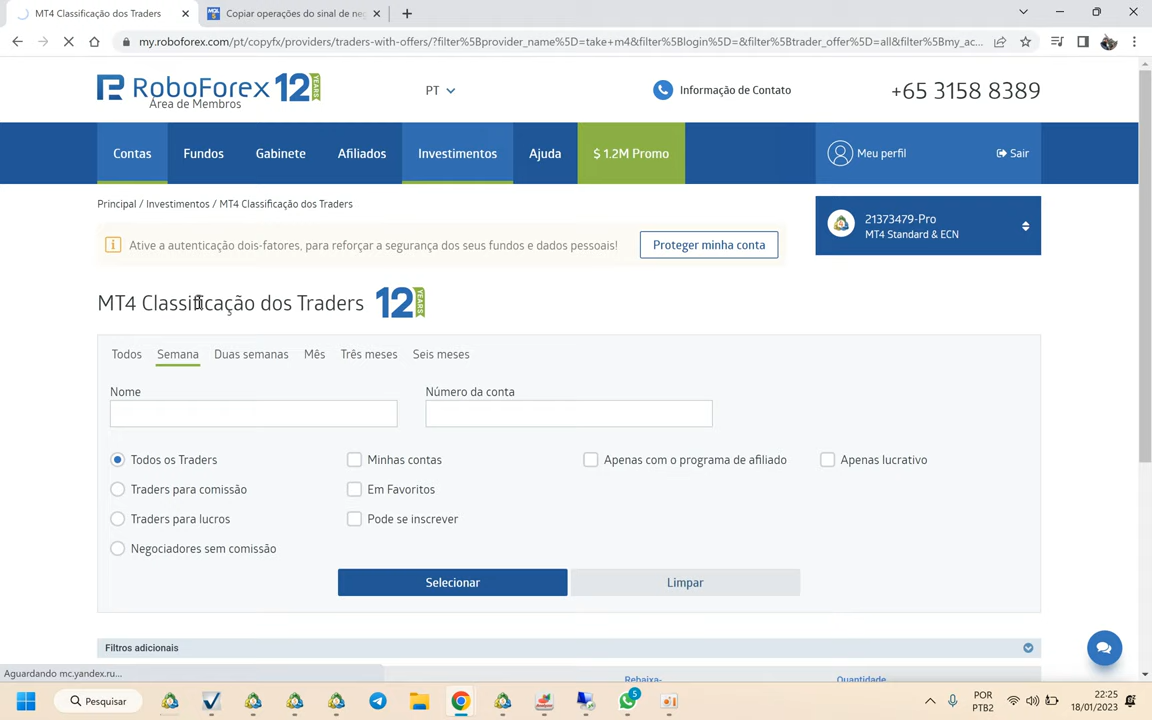 MT4 Classificação dos Traders
Copiar operações do sinal de neg
my.roboforex.com/pt/copyfx/providers/traders-with-offers/?filter%5Bprovider_name%5D=take+m4&filter%5Blogin%5D=&filter%5Btrader_offer%5D=all&filter%5Bmy_ac...
RoboForex 12 YEARS
Área de Membros
PT
Informação de Contato
+65 3158 8389
Contas
Fundos
Gabinete
Afiliados
Investimentos
Ajuda
$ 1.2M Promo
Meu perfil
Sair
Principal / Investimentos / MT4 Classificação dos Traders
Ative a autenticação dois-fatores, para reforçar a segurança dos seus fundos e dados pessoais!
Proteger minha conta
21373479-Pro
MT4 Standard & ECN
MT4 Classificação dos Traders 12 YEARS
Todos Semana Duas semanas Mês Três meses Seis meses
Nome
Número da conta
Todos os Traders
Minhas contas
Apenas com o programa de afiliado
Apenas lucrativo
Traders para comissão
Em Favoritos
Traders para lucros
Pode se inscrever
Negociadores sem comissão
Selecionar
Limpar
Filtros adicionais
Rebaixa-
Quantidade
Aguardando mc.yandex.ru...
Pesquisar
5
POR
PTB2
22:25
18/01/2023